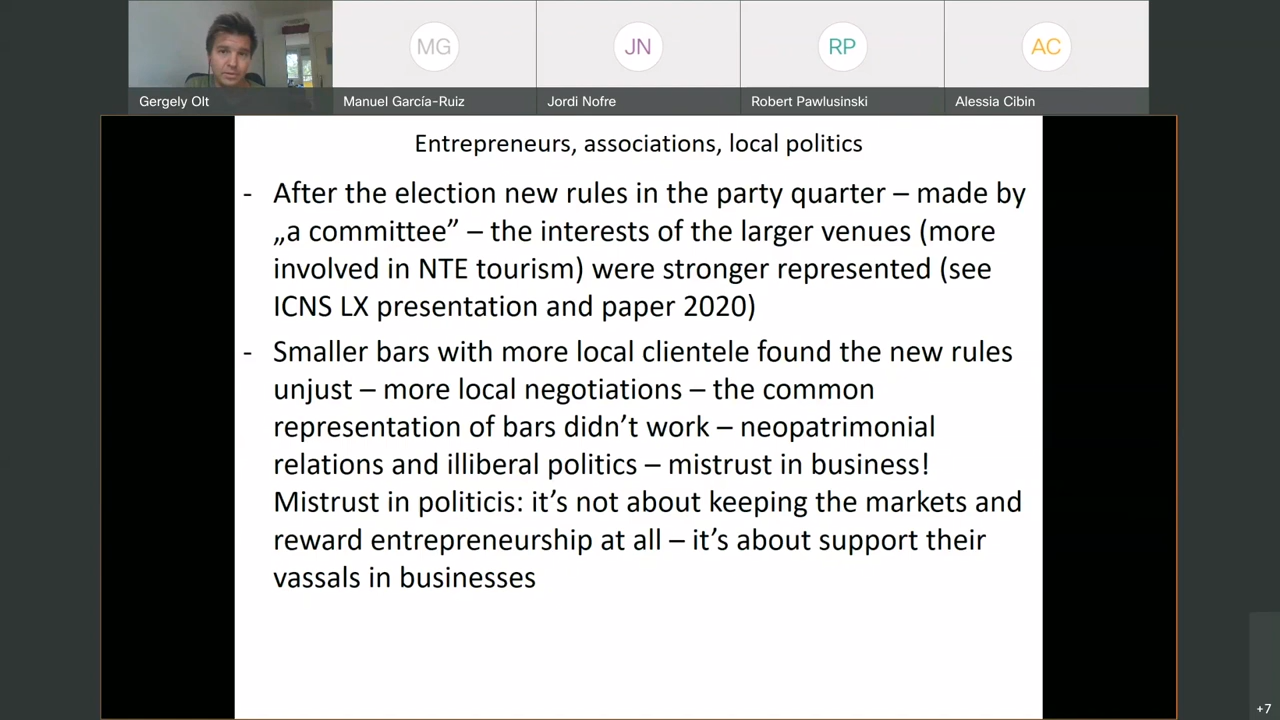 MG
JN
RP
AC
Gergely Olt
Manuel García-Ruiz
Jordi Nofre
Robert Pawlusinski
Alessia Cibin
Entrepreneurs, associations, local politics
- After the election new rules in the party quarter – made by
„a committee” – the interests of the larger venues (more
involved in NTE tourism) were stronger represented (see
ICNS LX presentation and paper 2020)
- Smaller bars with more local clientele found the new rules
unjust – more local negotiations – the common
representation of bars didn’t work – neopatrimonial
relations and illiberal politics – mistrust in business!
Mistrust in politicis: it’s not about keeping the markets and
reward entrepreneurship at all – it’s about support their
vassals in businesses
+7